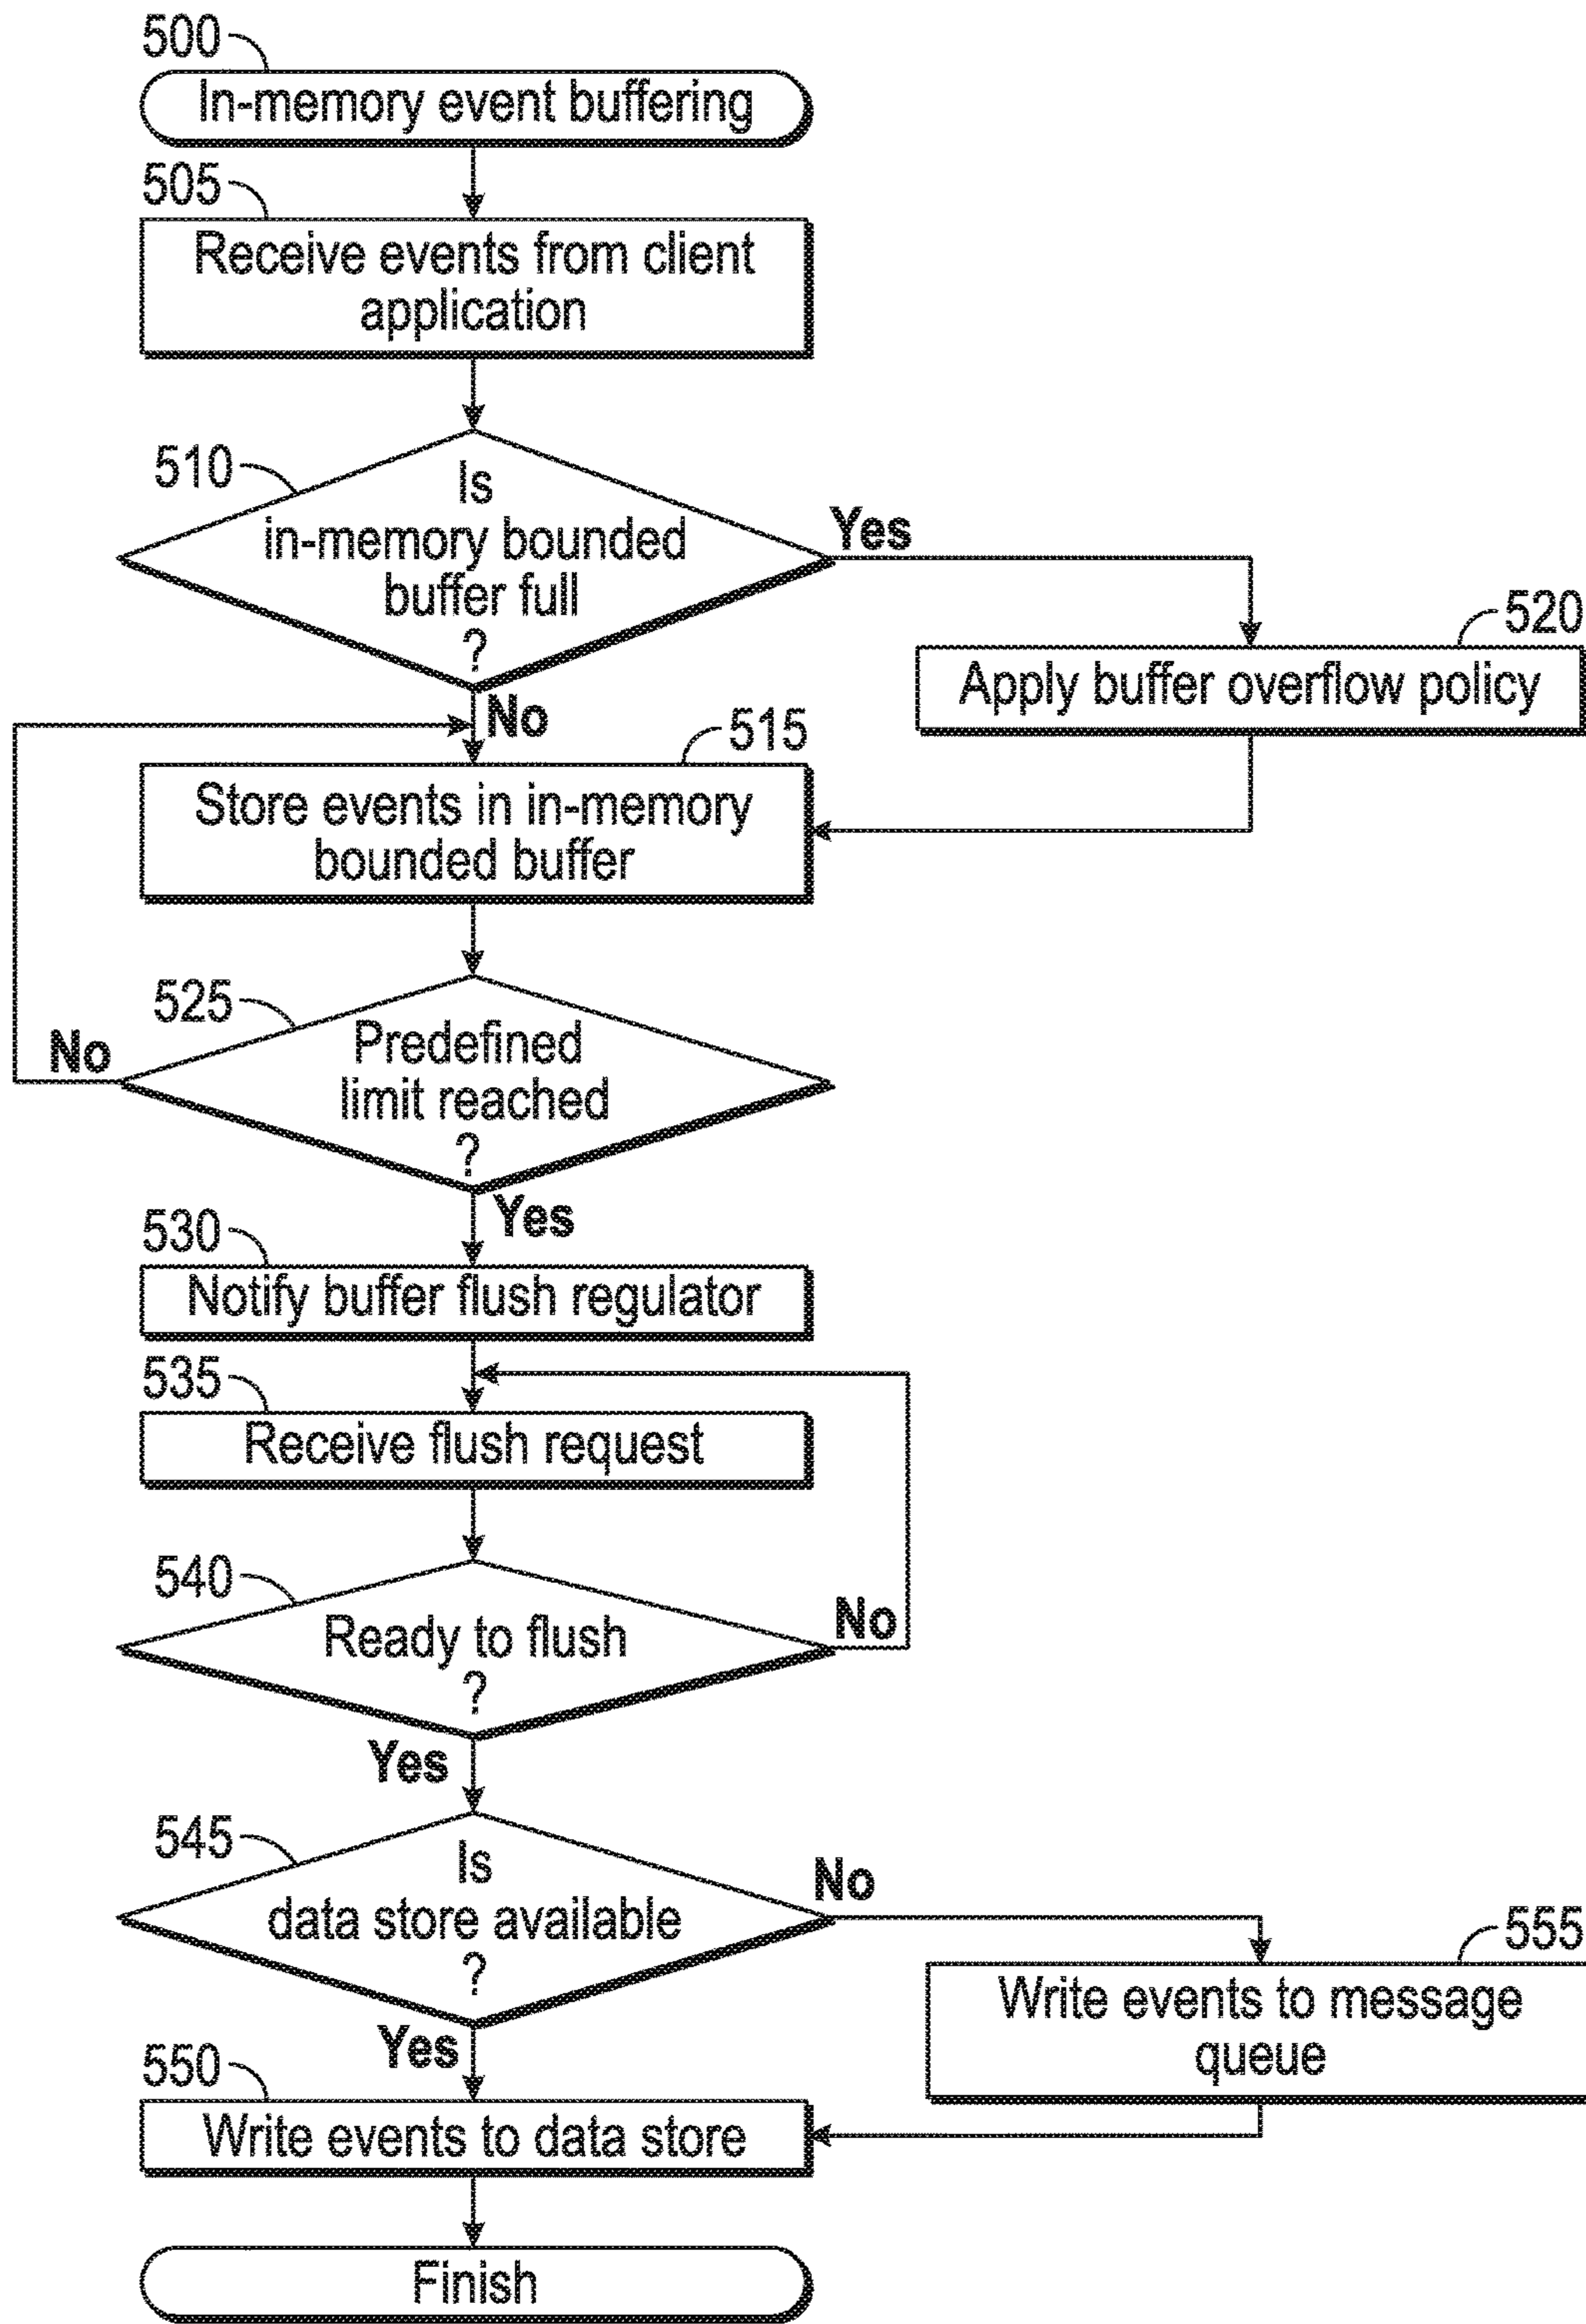 500
In-memory event buffering
505
Receive events from client
application
510
Is
in-memory bounded
buffer full
?
Yes
520
Apply buffer overflow policy
No
515
Store events in in-memory
bounded buffer
525
Predefined
limit reached
?
No
Yes
530
Notify buffer flush regulator
535
Receive flush request
540
Ready to flush
?
No
Yes
545
Is
data store available
?
No
555
Write events to message
queue
Yes
550
Write events to data store
Finish